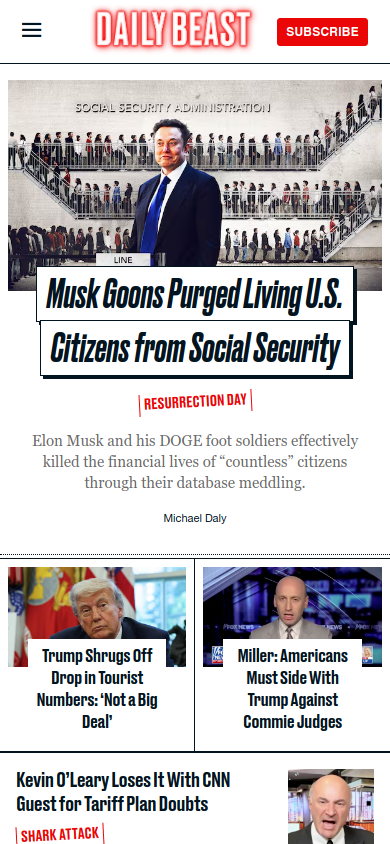 DAILY BEAST
SUBSCRIBE
SOCIAL SECURITY ADMINISTRATION
LINE
Musk Goons Purged Living U.S.
Citizens from Social Security
RESURRECTION DAY
Elon Musk and his DOGE foot soldiers effectively
killed the financial lives of “countless” citizens
through their database meddling.
Michael Daly
Trump Shrugs Off
Drop in Tourist
Numbers: ‘Not a Big
Deal’
FOX NEWS
Miller: Americans
Must Side With
Trump Against
Commie Judges
Kevin O’Leary Loses It With CNN
Guest for Tariff Plan Doubts
SHARK ATTACK